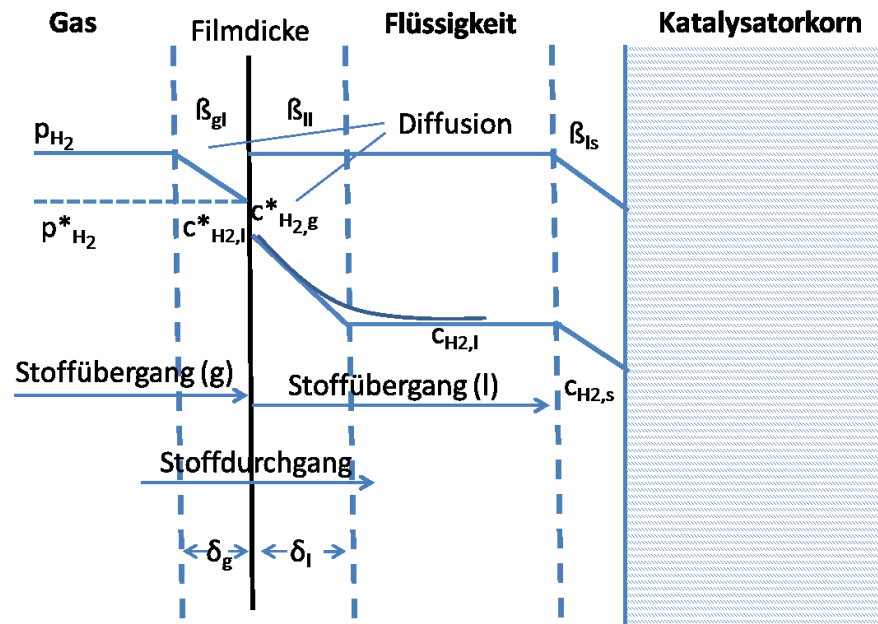 Gas
Filmdicke
Flüssigkeit
Katalysatorkorn
ßgl
ßll
Diffusion
ßls
pH2
p*H2
c*H2,l
c*H2,g
cH2,l
Stoffübergang (g)
Stoffübergang (l)
cH2,s
Stoffdurchgang
δg
δl